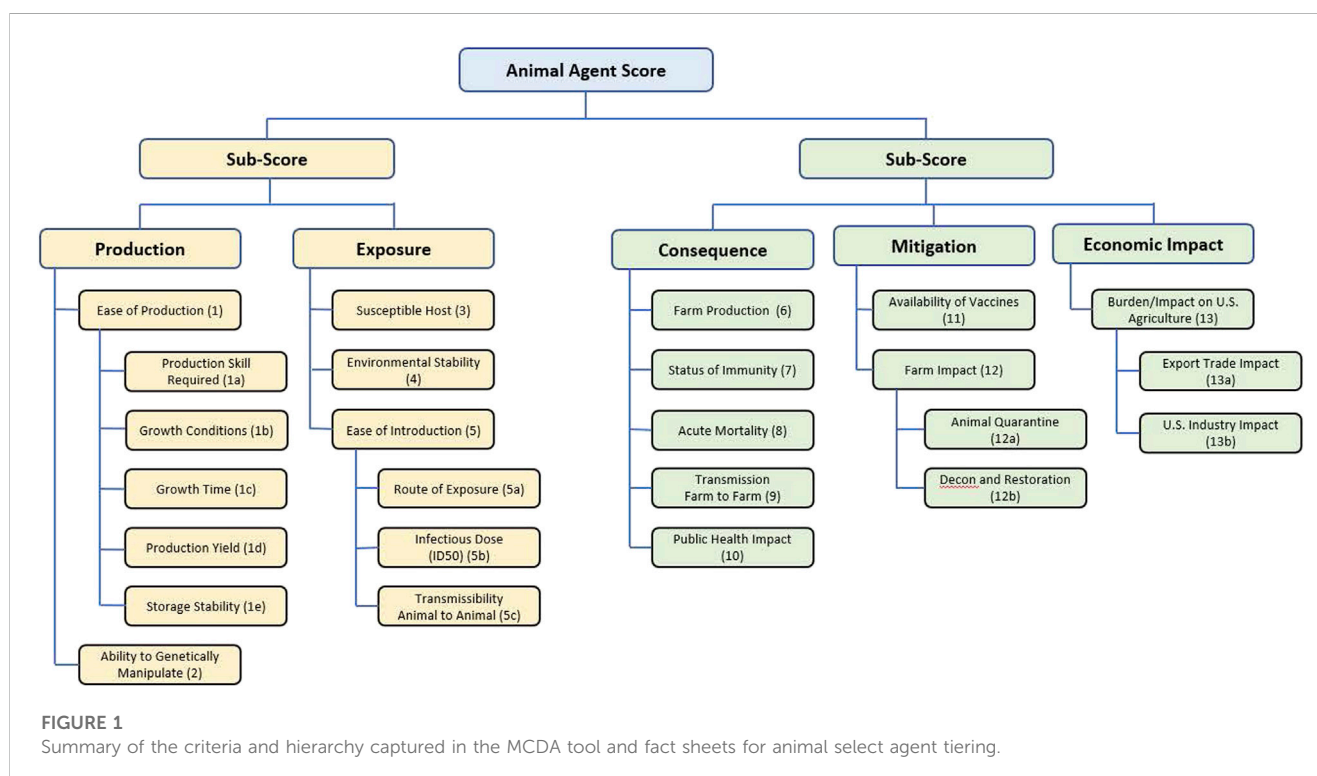 Animal Agent Score
Sub-Score
Sub-Score
Production
Exposure
Consequence
Mitigation
Economic Impact
Ease of Production (1)
Production Skill
Required (1a)
Growth Conditions (1b)
Growth Time (1c)
Production Yield (1d)
Storage Stability (1e)
Ability to Genetically
Manipulate (2)
Susceptible Host (3)
Environmental Stability
(4)
Ease of Introduction (5)
Route of Exposure (5a)
Infectious Dose
(ID50) (5b)
Transmissibility
Animal to Animal (5c)
Farm Production (6)
Status of Immunity (7)
Acute Mortality (8)
Transmission
Farm to Farm (9)
Public Health Impact
(10)
Availability of Vaccines
(11)
Farm Impact (12)
Animal Quarantine
(12a)
Decon and Restoration
(12b)
Burden/Impact on U.S.
Agriculture (13)
Export Trade Impact
(13a)
U.S. Industry Impact
(13b)
FIGURE 1
Summary of the criteria and hierarchy captured in the MCDA tool and fact sheets for animal select agent tiering.